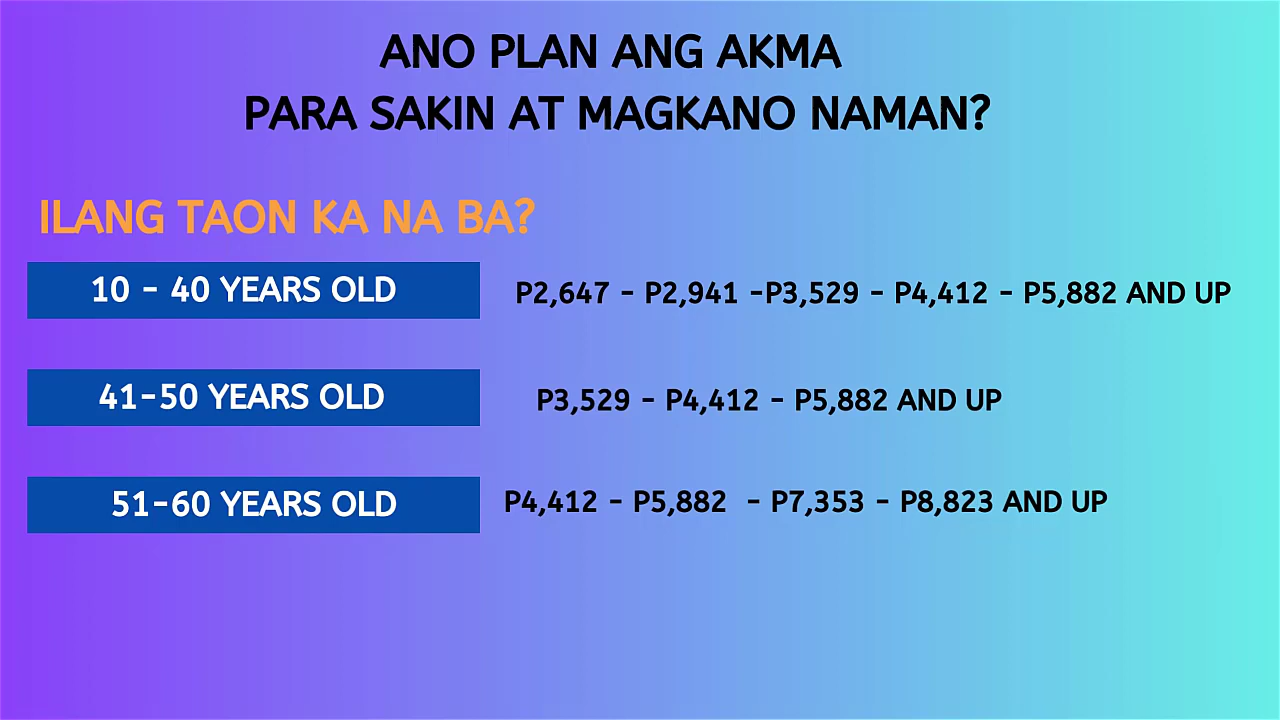 ANO PLAN ANG AKMA
PARA SAKIN AT MAGKANO NAMAN?
ILANG TAON KA NA BA?
10 - 40 YEARS OLD
P2,647 - P2,941 -P3,529 - P4,412 - P5,882 AND UP
41-50 YEARS OLD
P3,529 - P4,412 - P5,882 AND UP
51-60 YEARS OLD
P4,412 - P5,882 - P7,353 - P8,823 AND UP